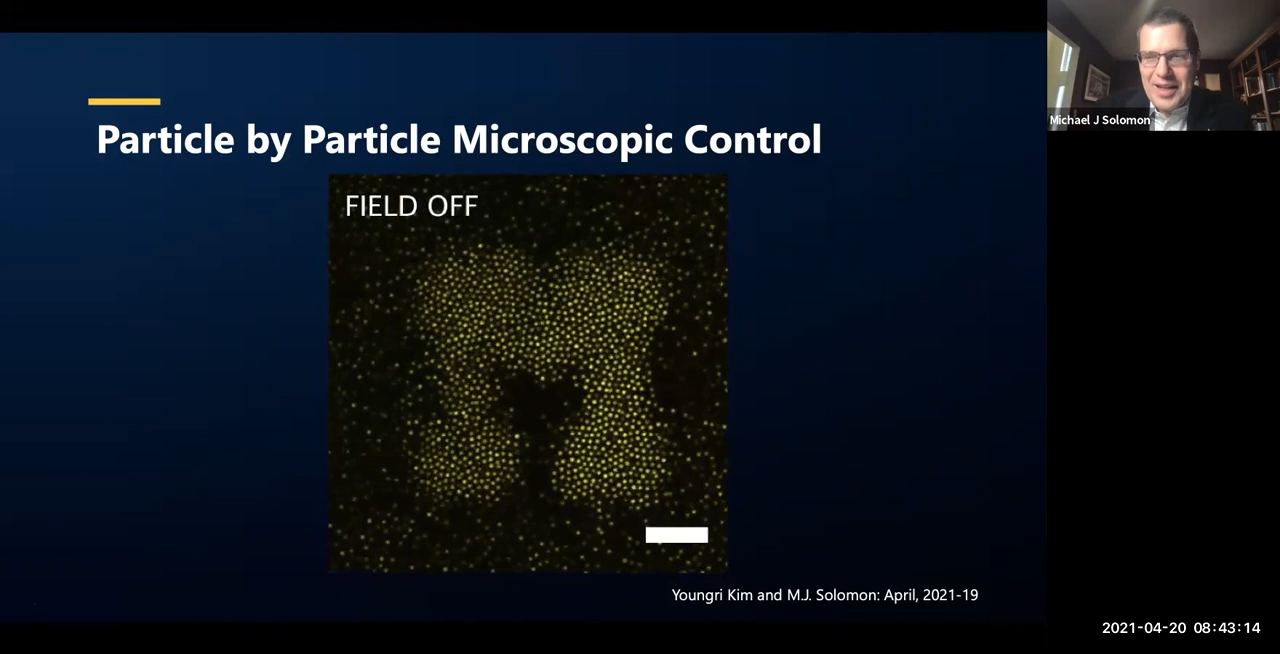 Particle by Particle Microscopic Control
FIELD OFF
Youngri Kim and M.J. Solomon: April, 2021-19
Michael J Solomon
2021-04-20 08:43:14